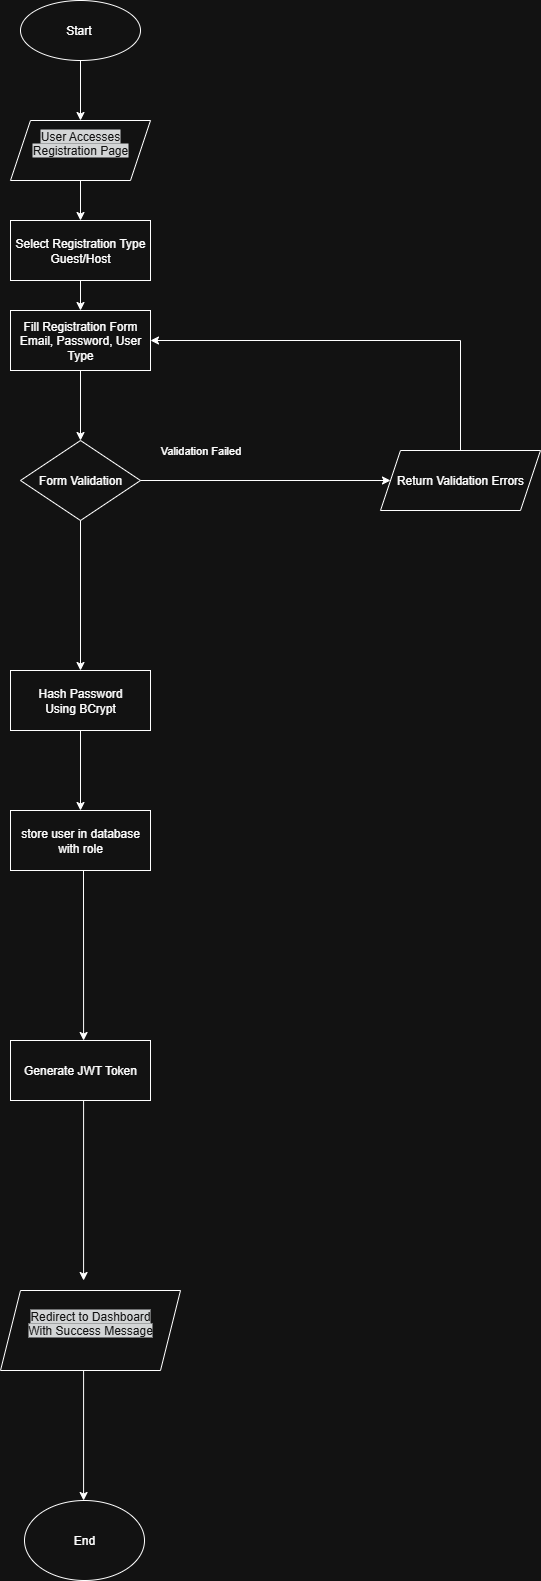 Start
User Accesses
Registration Page
Select Registration Type
Guest/Host
Fill Registration Form
Email, Password, User
Type
Validation Failed
Form Validation
Return Validation Errors
Hash Password
Using BCrypt
store user in database
with role
Generate JWT Token
Redirect to Dashboard
With Success Message
End